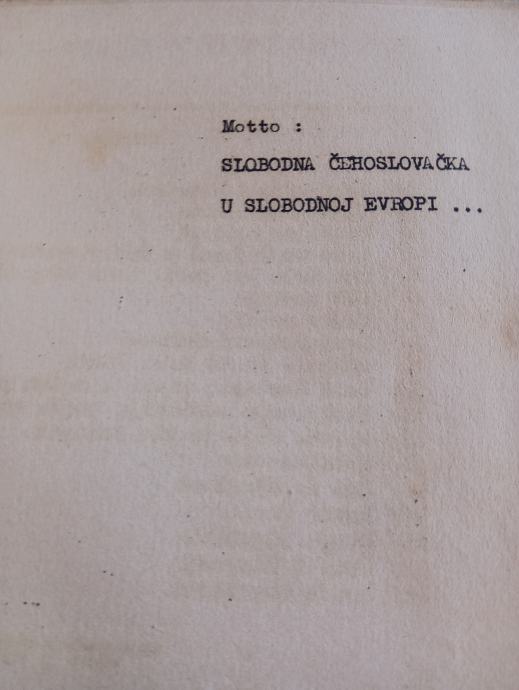 Motto :
SLOBODNA ČEHOSLOVAČKA
U SLOBODNOJ EVROPI ...